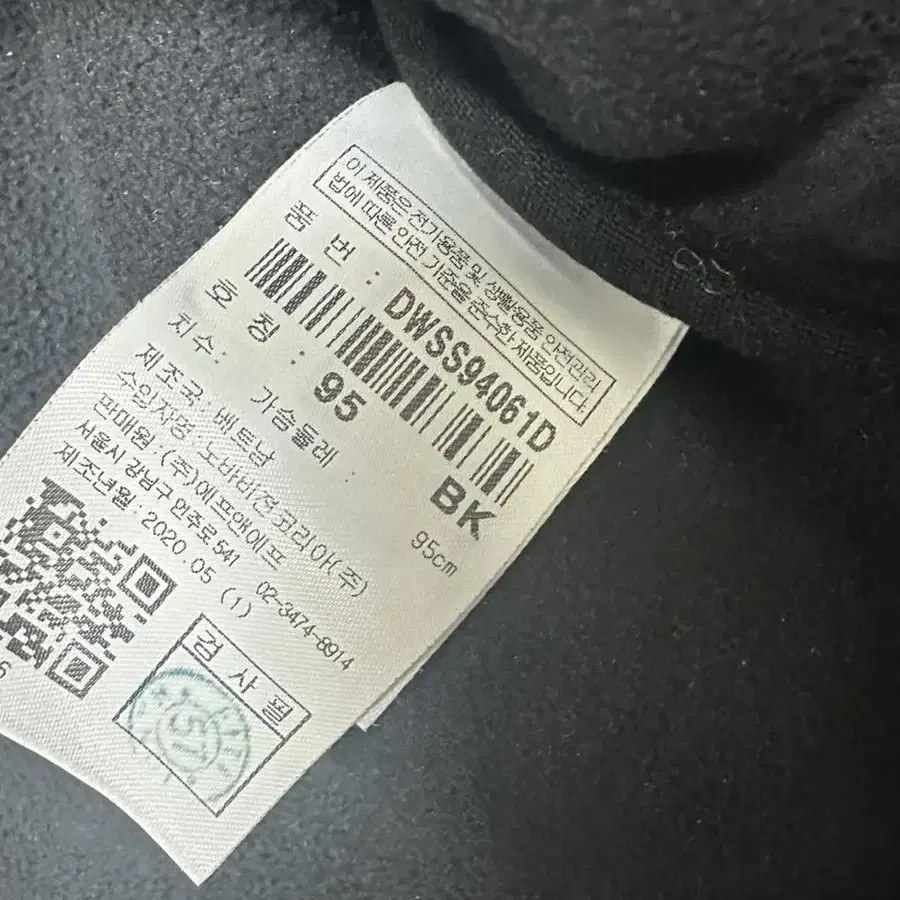 이 제품은 전기용품 및 생활용품 안전관리
법에 따른 안전 기준을 준수한 제품입니다.
품 번 : DWSS94061D
BK
호 칭 : 95
치수: 가슴둘레 95cm
제조국: 베트남
수입자명: 노바비전코리아(주)
판매원: (주)에프앤에프
서울시 강남구 언주로 541 02-3474-8914
제조년월: 2020.05 (1)
검 사 필
57
6